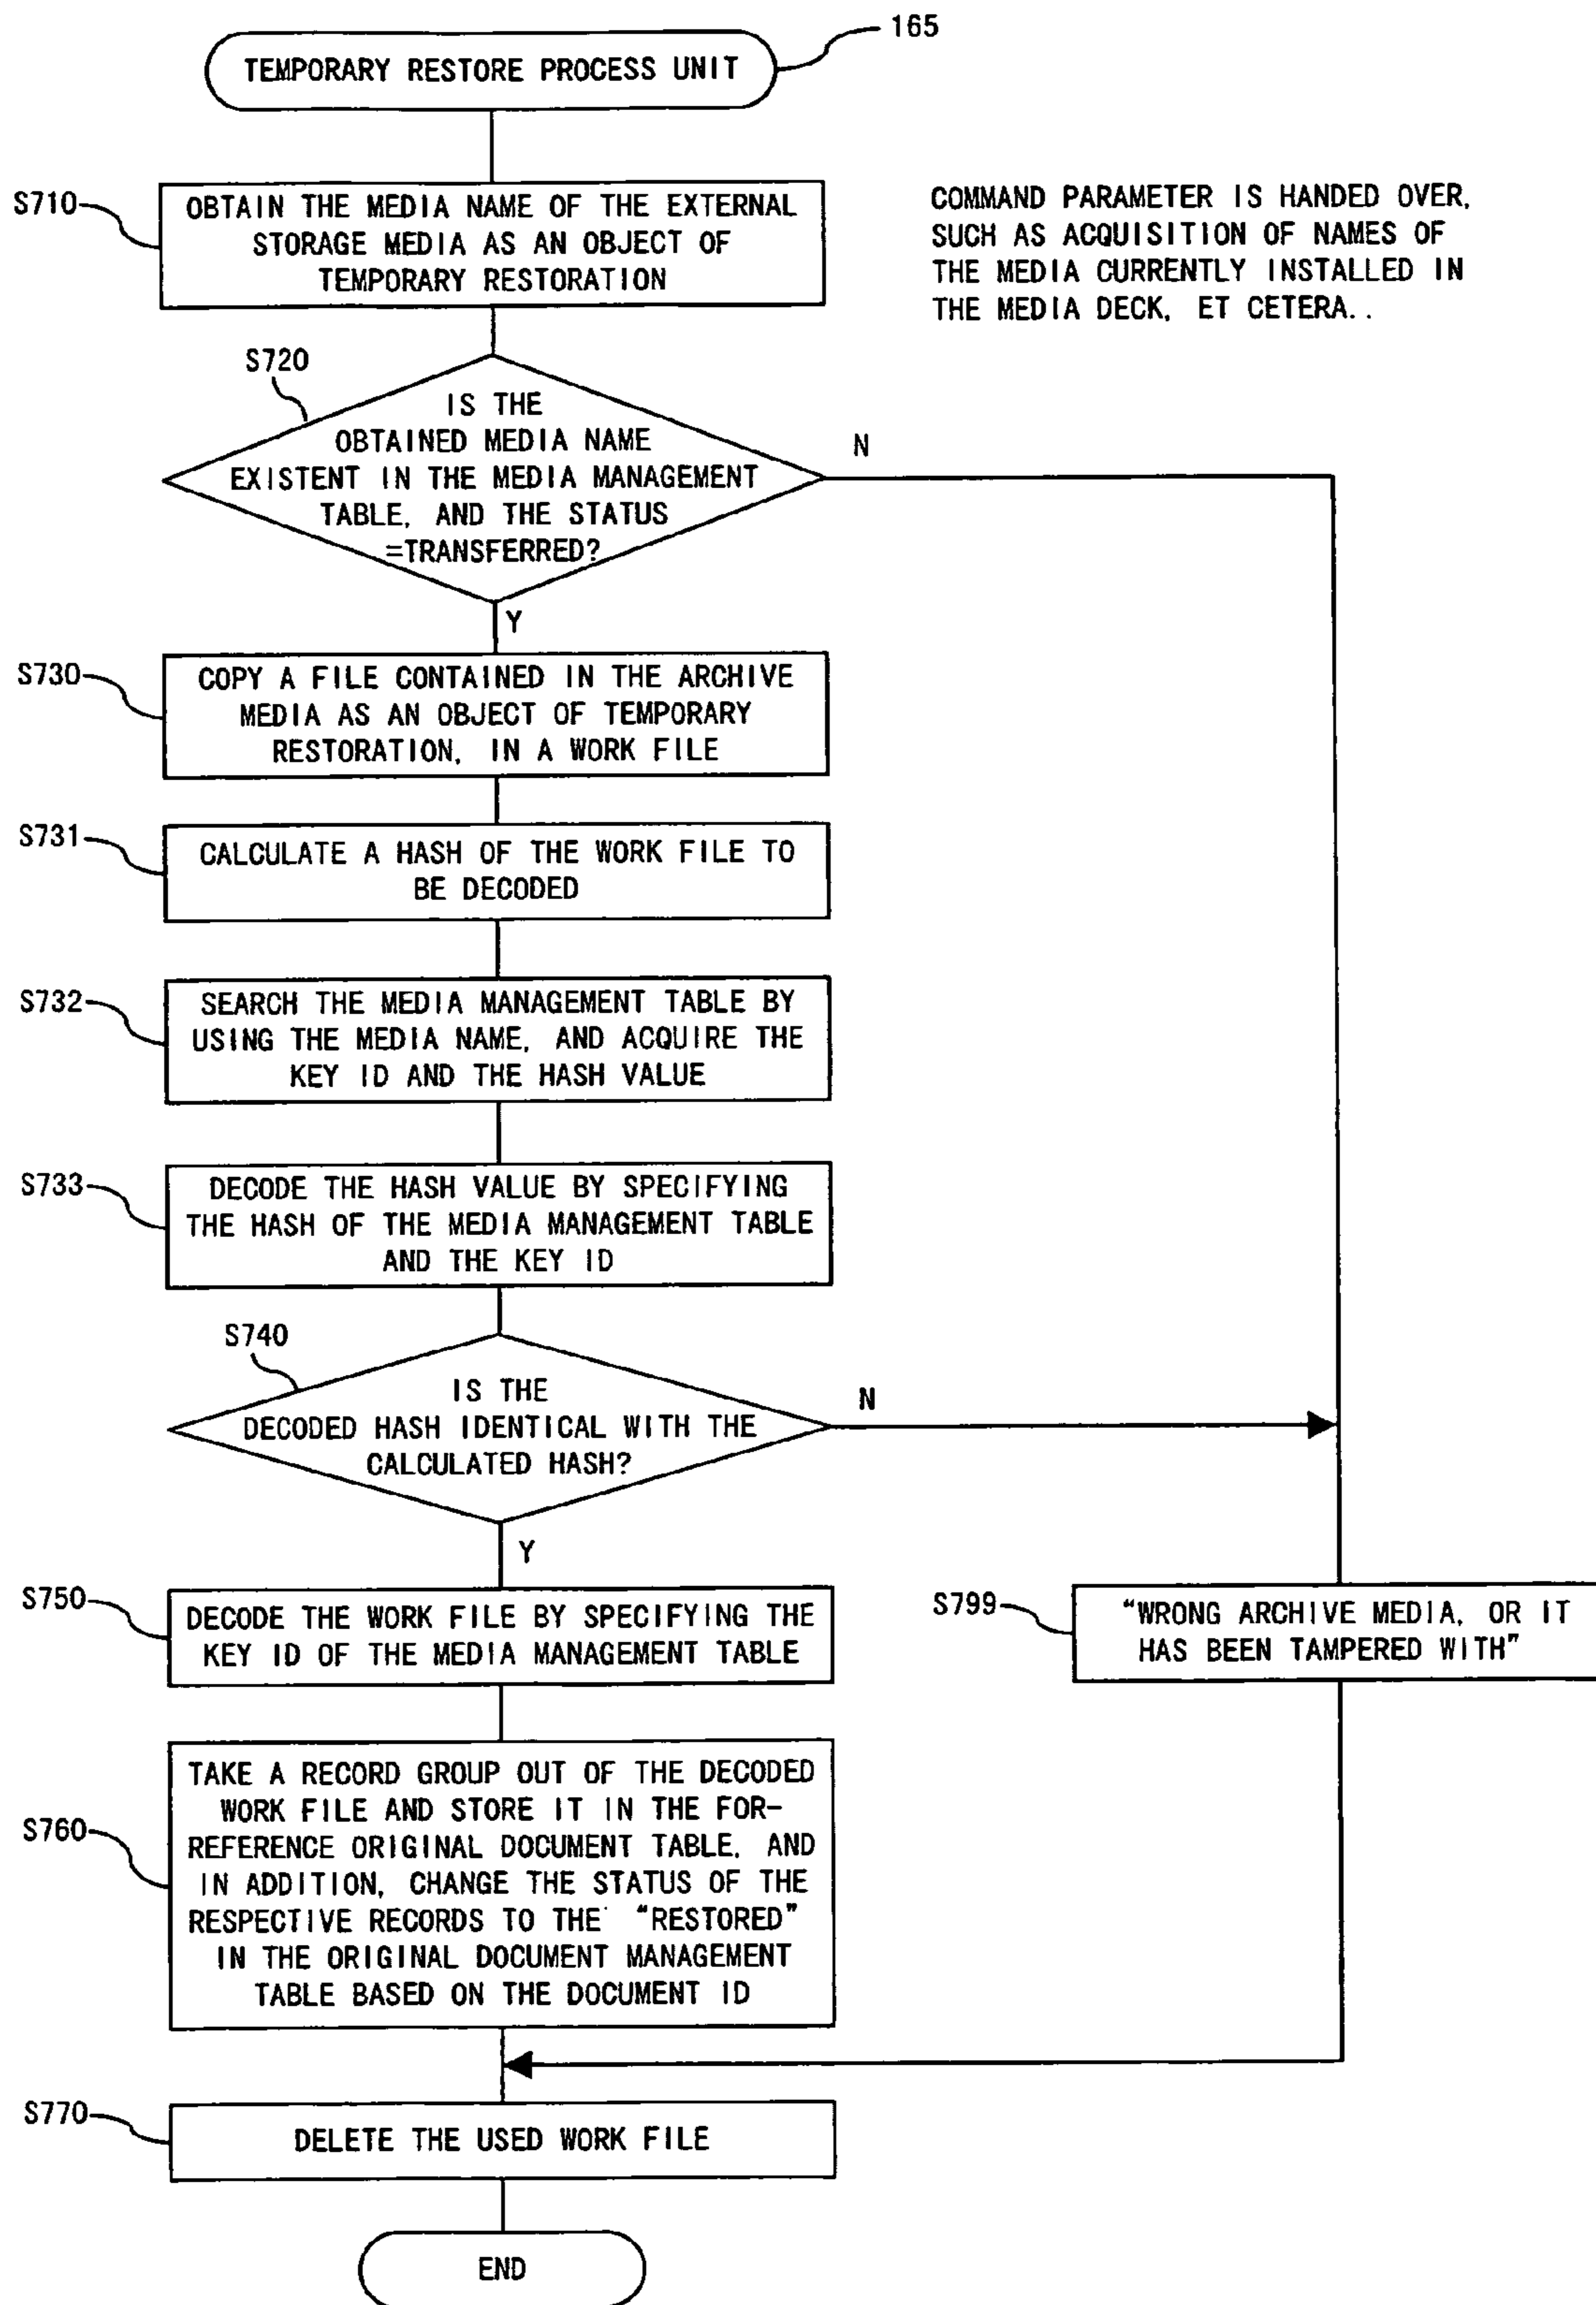 165
TEMPORARY RESTORE PROCESS UNIT
S710
OBTAIN THE MEDIA NAME OF THE EXTERNAL
STORAGE MEDIA AS AN OBJECT OF
TEMPORARY RESTORATION
COMMAND PARAMETER IS HANDED OVER,
SUCH AS ACQUISITION OF NAMES OF
THE MEDIA CURRENTLY INSTALLED IN
THE MEDIA DECK, ET CETERA..
S720
IS THE
OBTAINED MEDIA NAME
EXISTENT IN THE MEDIA MANAGEMENT
TABLE, AND THE STATUS
=TRANSFERRED?
N
Y
S730
COPY A FILE CONTAINED IN THE ARCHIVE
MEDIA AS AN OBJECT OF TEMPORARY
RESTORATION, IN A WORK FILE
S731
CALCULATE A HASH OF THE WORK FILE TO
BE DECODED
S732
SEARCH THE MEDIA MANAGEMENT TABLE BY
USING THE MEDIA NAME, AND ACQUIRE THE
KEY ID AND THE HASH VALUE
S733
DECODE THE HASH VALUE BY SPECIFYING
THE HASH OF THE MEDIA MANAGEMENT TABLE
AND THE KEY ID
S740
IS THE
DECODED HASH IDENTICAL WITH THE
CALCULATED HASH?
N
Y
S750
DECODE THE WORK FILE BY SPECIFYING THE
KEY ID OF THE MEDIA MANAGEMENT TABLE
S799
“WRONG ARCHIVE MEDIA, OR IT
HAS BEEN TAMPERED WITH”
S760
TAKE A RECORD GROUP OUT OF THE DECODED
WORK FILE AND STORE IT IN THE FOR-
REFERENCE ORIGINAL DOCUMENT TABLE, AND
IN ADDITION, CHANGE THE STATUS OF THE
RESPECTIVE RECORDS TO THE “RESTORED”
IN THE ORIGINAL DOCUMENT MANAGEMENT
TABLE BASED ON THE DOCUMENT ID
S770
DELETE THE USED WORK FILE
END